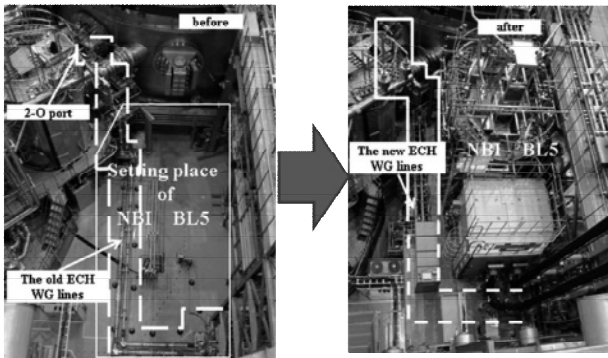 before
2-O port
Setting place
of
NBI BL5
The old ECH
WG lines
after
The new ECH
WG lines
NBI BL5